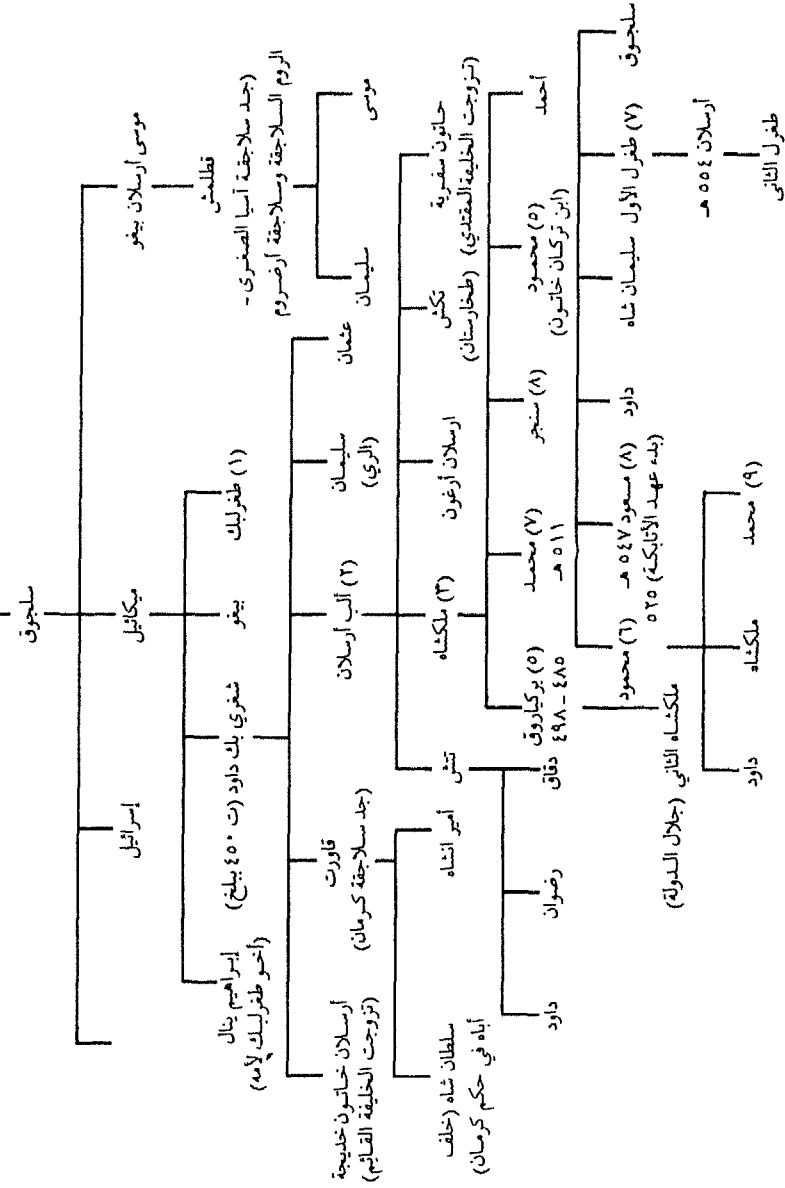 سلجوق
موسى أرسلان بيغو
ميكائيل
إسرائيل
قطلمش
(جد سلاجقة آسيا الصغرى -
الروم السلاجقة وسلاجقة أرضروم
موسى
سليمان
(١) طغرلبك
بيغو
شغري بك داود (ت ٤٥٠ ببلخ)
إبراهيم ينال
(أخو طغرلبك لأمه)
عثمان
سليمان
(الري)
(٢) ألب أرسلان
قاورت
(جد سلاجقة كرمان)
أرسلان خاتون خديجة
(تزوجت الخليفة القائم)
خاتون سفرية
(تزوجت الخليفة المقتدي)
تكش
(طخارستان)
ارسلان أرغون
(٣) ملكشاه
تتش
أمير انشاه
سلطان شاه (خلف
أباه في حكم كرمان)
أحمد
(٥) محمود
(ابن تركان خاتون)
(٨) سنجر
(٧) محمد
٥١١ هـ
(٥) بركياروق
٤٨٥ - ٤٩٨
دقاق
رضوان
داود
سلجوق
(٧) طغرل الأول
سليمان شاه
داود
(٨) مسعود ٥٤٧ هـ
(بدء عهد الأتابكة) ٥٢٥
(٦) محمود
ملكشاه الثاني (جلال الدولة)
أرسلان ٥٥٤ هـ
طغرل الثاني
(٩) محمد
ملكشاه
داود